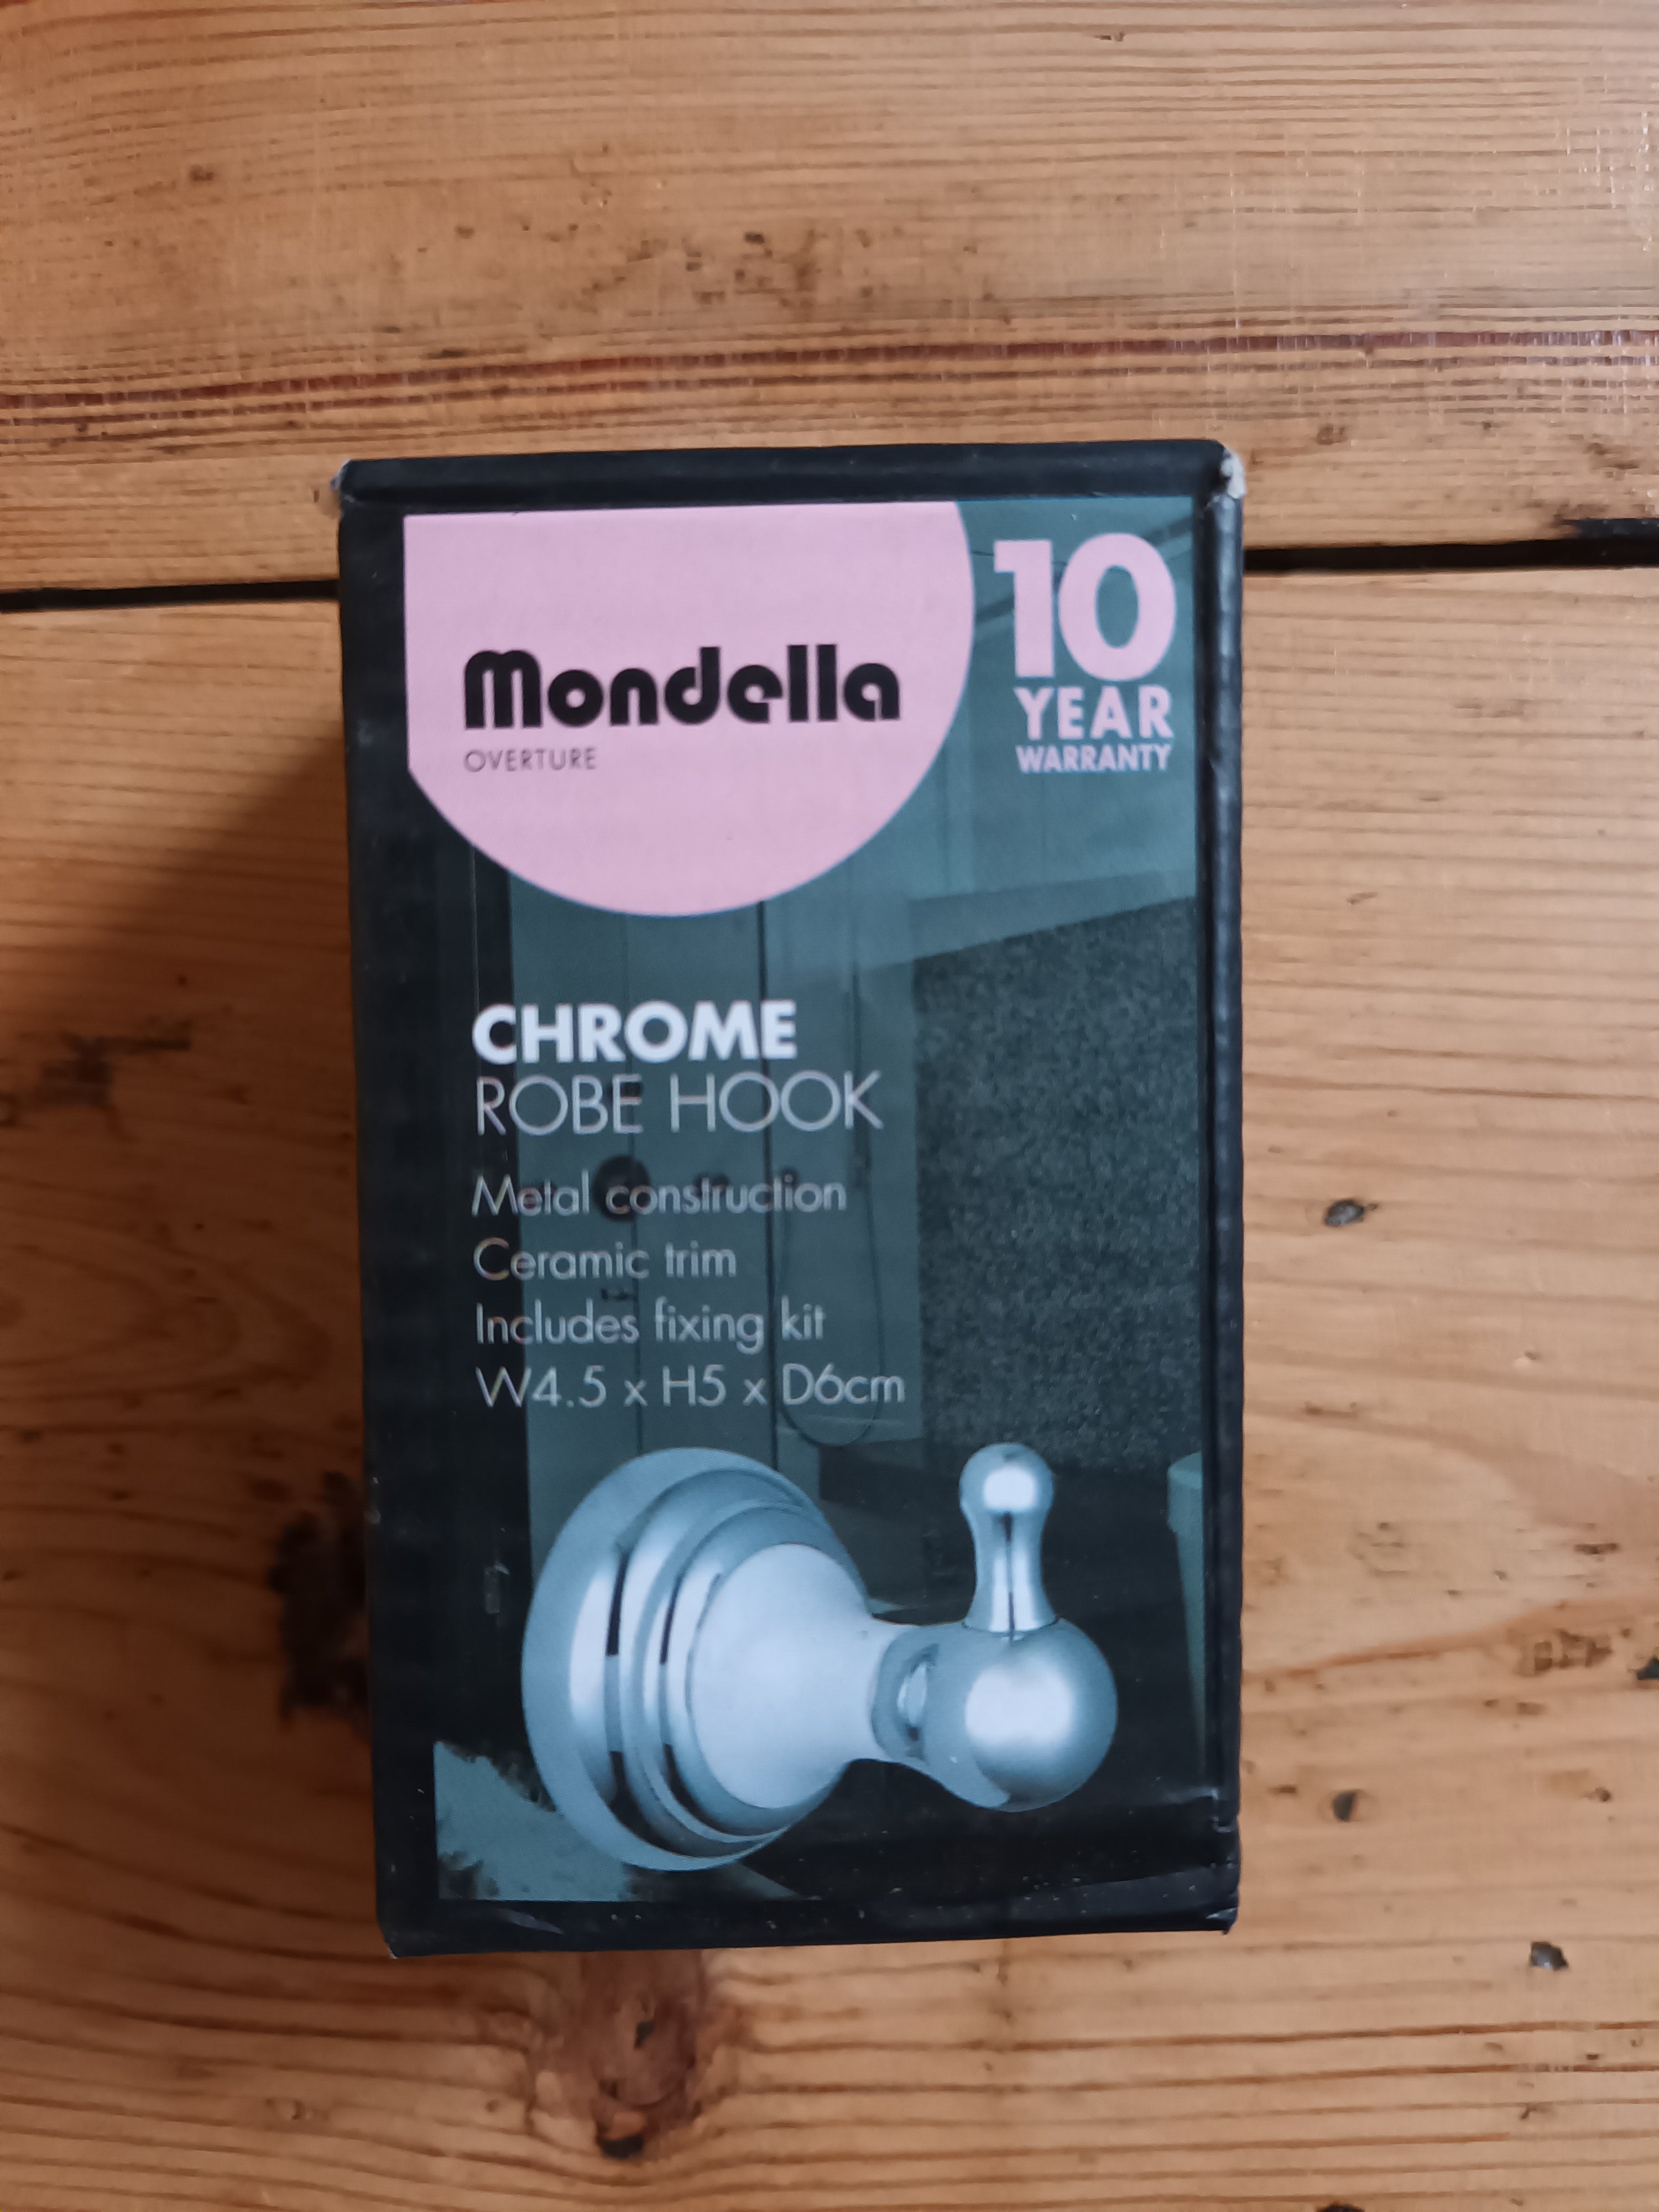 Mondella
OVERTURE
10
YEAR
WARRANTY
CHROME
ROBE HOOK
Metal construction
Ceramic trim
Includes fixing kit
W4.5 x H5 x D6cm